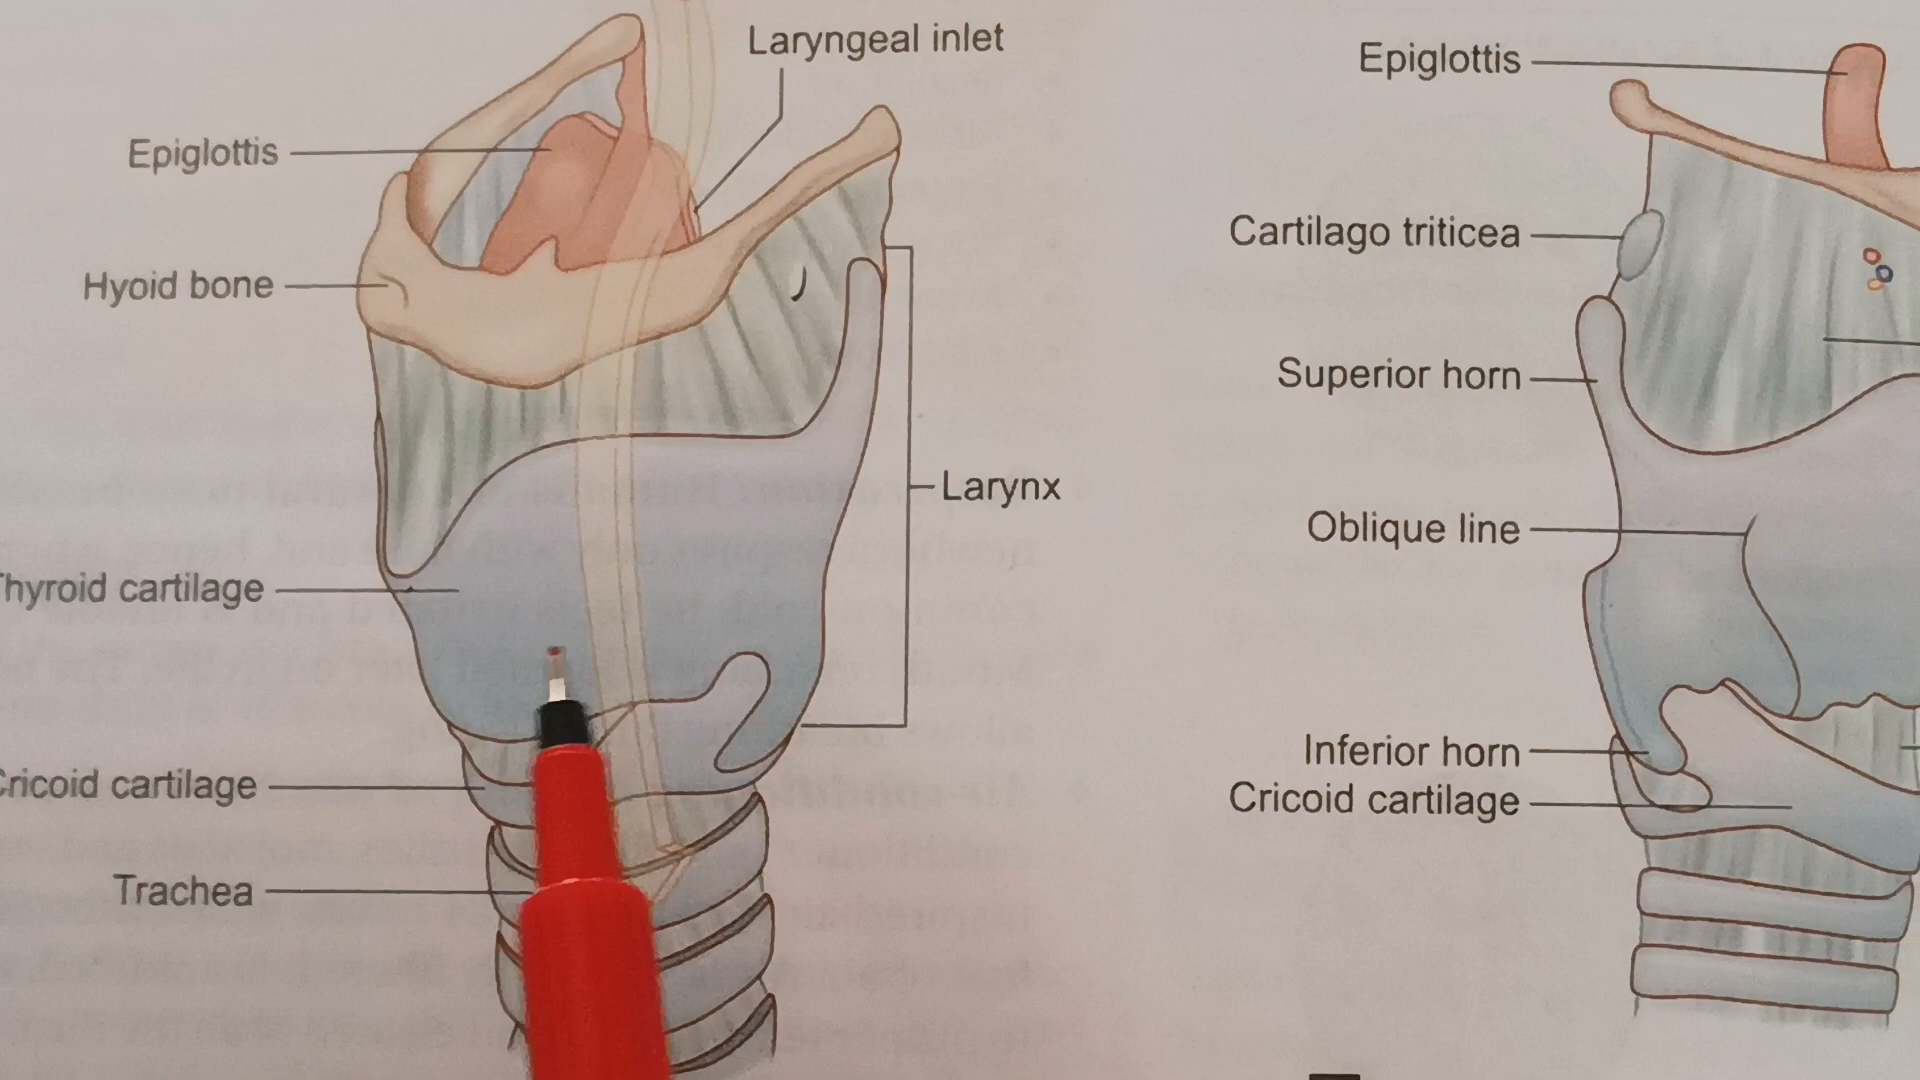 Laryngeal inlet
Epiglottis
Hyoid bone
Larynx
hyroid cartilage
ricoid cartilage
Trachea
Epiglottis
Cartilago triticea
Superior horn
Oblique line
Inferior horn
Cricoid cartilage